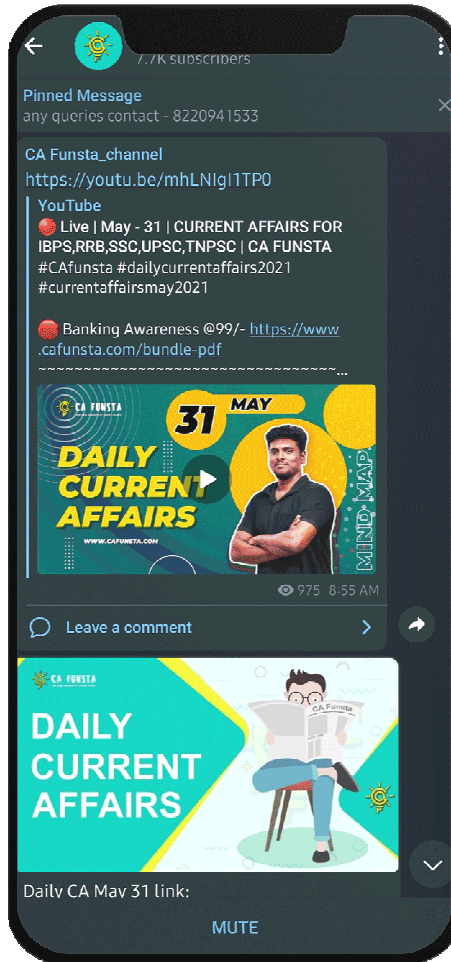 7.7K subscribers
Pinned Message
any queries contact - 8220941533
CA Funsta_channel
https://youtu.be/mhLNIgI1TP0
YouTube
🔴 Live | May - 31 | CURRENT AFFAIRS FOR
IBPS,RRB,SSC,UPSC,TNPSC | CA FUNSTA
#CAfunsta #dailycurrentaffairs2021
#currentaffairsmay2021
🔴 Banking Awareness @99/- https://www
.cafunsta.com/bundle-pdf
~~~~~~~~~~~~~~~~~~~~~~~~~~~~~~~~~...
CA FUNSTA
31 MAY
DAILY
CURRENT
AFFAIRS
WWW.CAFUNSTA.COM
MIND MAP
975 8:55 AM
Leave a comment
CA FUNSTA
CA Funsta
DAILY
CURRENT
AFFAIRS
Daily CA May 31 link:
MUTE